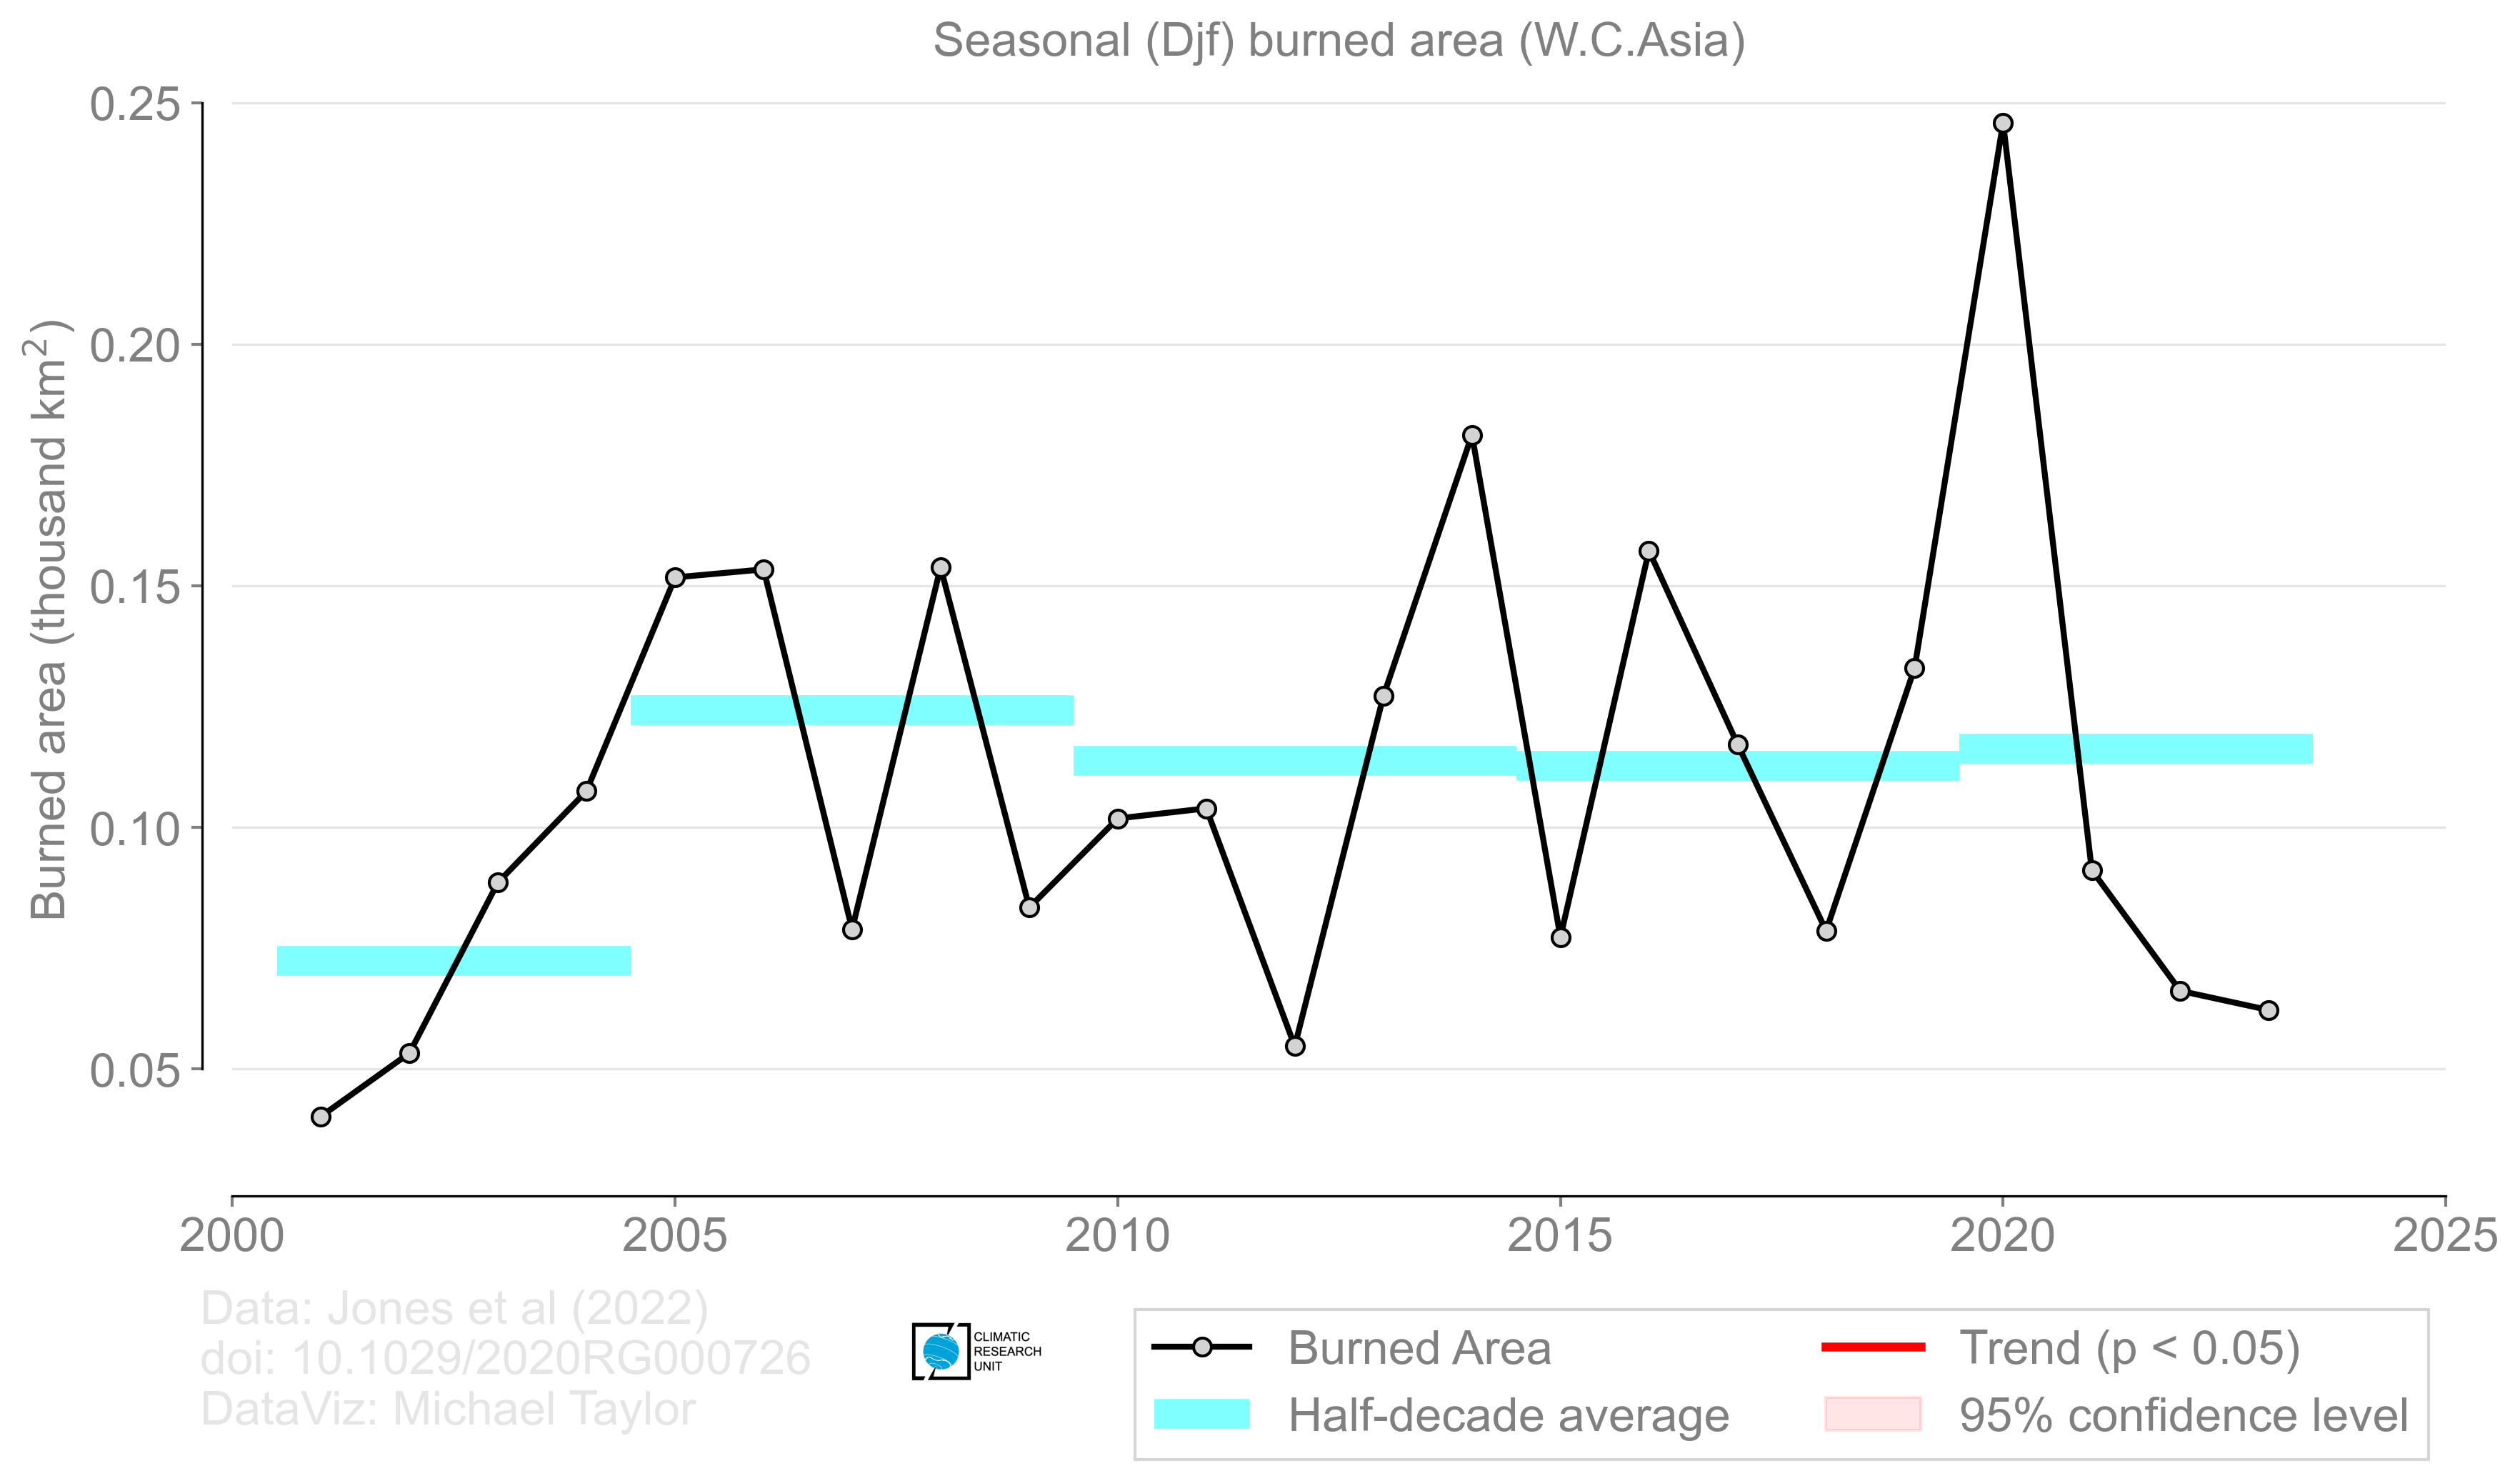 Seasonal (Djf) burned area (W.C.Asia)
Burned area (thousand km²)
0.25
0.20
0.15
0.10
0.05
2000 2005 2010 2015 2020 2025
Data: Jones et al (2022)
doi: 10.1029/2020RG000726
DataViz: Michael Taylor
CLIMATIC
RESEARCH
UNIT
Burned Area
Half-decade average
Trend (p < 0.05)
95% confidence level